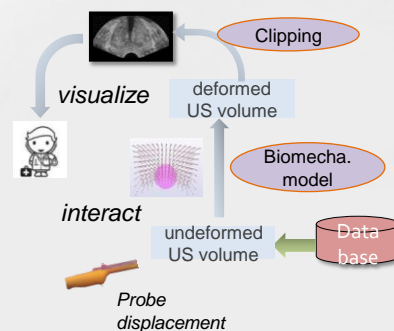 Clipping
visualize
deformed
US volume
Biomecha.
model
interact
undeformed
US volume
Data
base
Probe
displacement